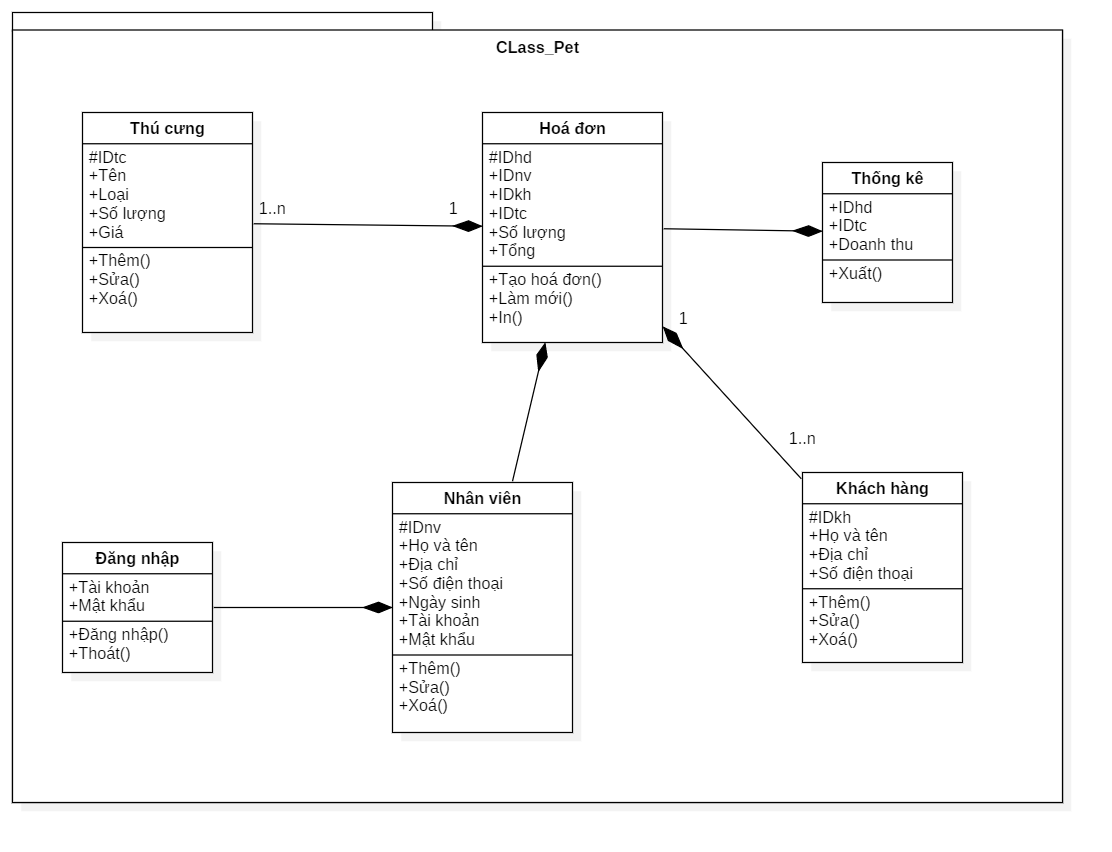 CLass_Pet
Thú cưng
#IDtc
+Tên
+Loại
+Số lượng
+Giá
+Thêm()
+Sửa()
+Xoá()
1..n
1
Hoá đơn
#IDhd
+IDnv
+IDkh
+IDtc
+Số lượng
+Tổng
+Tạo hoá đơn()
+Làm mới()
+In()
Thống kê
+IDhd
+IDtc
+Doanh thu
+Xuất()
1
1..n
Đăng nhập
+Tài khoản
+Mật khẩu
+Đăng nhập()
+Thoát()
Nhân viên
#IDnv
+Họ và tên
+Địa chỉ
+Số điện thoại
+Ngày sinh
+Tài khoản
+Mật khẩu
+Thêm()
+Sửa()
+Xoá()
Khách hàng
#IDkh
+Họ và tên
+Địa chỉ
+Số điện thoại
+Thêm()
+Sửa()
+Xoá()